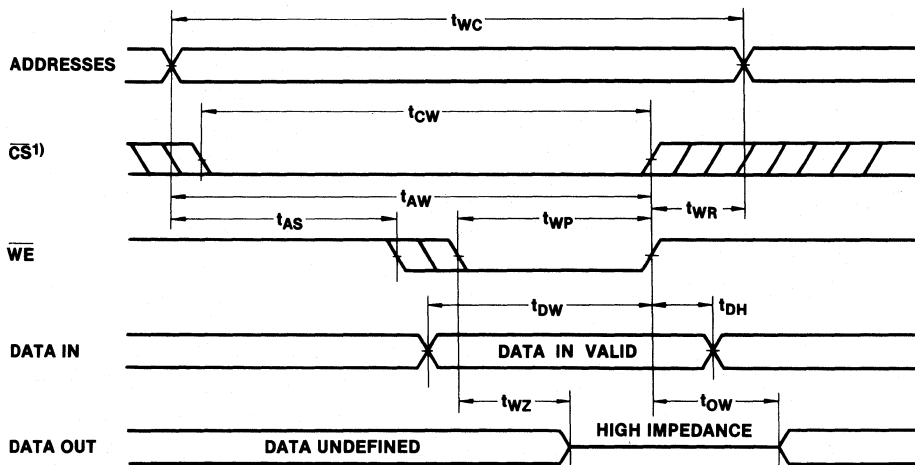 tWC
ADDRESSES
tCW
CS1)
tAW
tAS
tWP
tWR
WE
tDW
tDH
DATA IN
DATA IN VALID
tWZ
tOW
HIGH IMPEDANCE
DATA OUT
DATA UNDEFINED